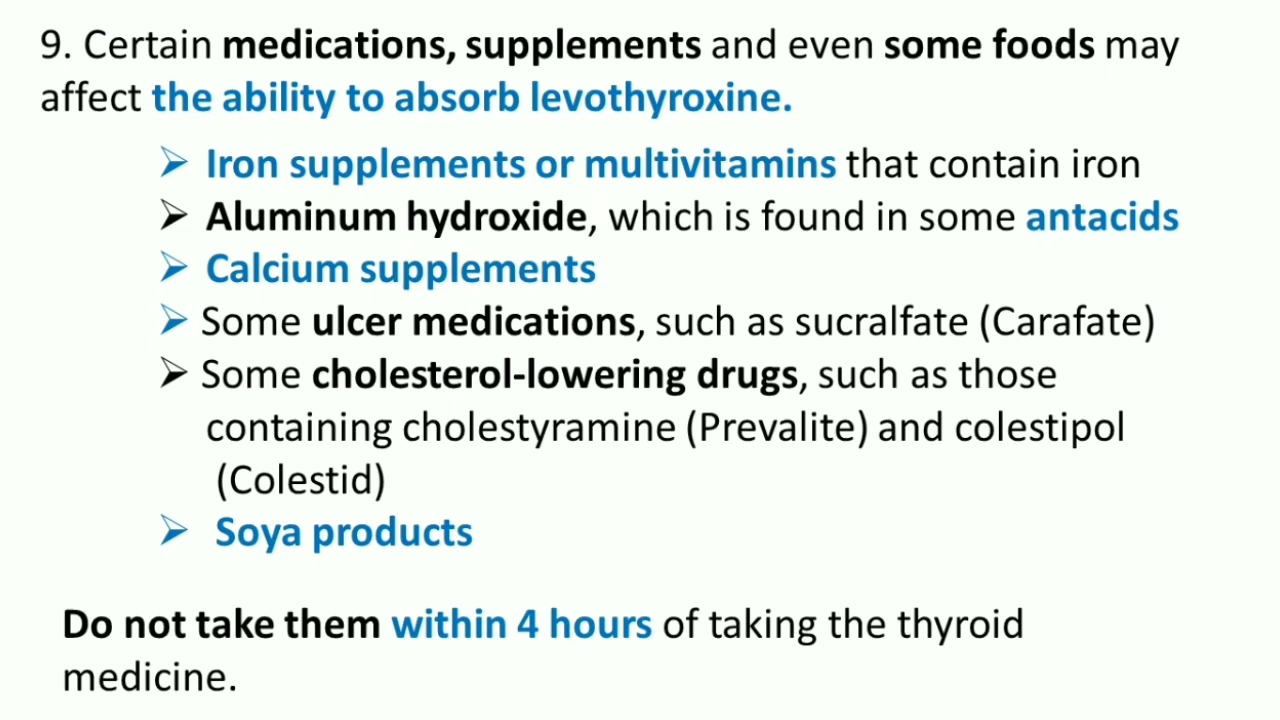 9. Certain medications, supplements and even some foods may
affect the ability to absorb levothyroxine.
➢ Iron supplements or multivitamins that contain iron
➢ Aluminum hydroxide, which is found in some antacids
➢ Calcium supplements
➢ Some ulcer medications, such as sucralfate (Carafate)
➢ Some cholesterol-lowering drugs, such as those
containing cholestyramine (Prevalite) and colestipol
(Colestid)
➢ Soya products
Do not take them within 4 hours of taking the thyroid
medicine.